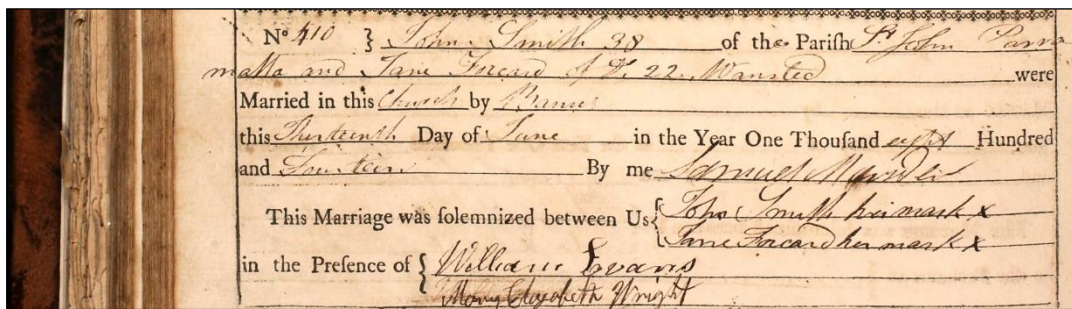 Nº 410 } John Smith 38 of the Pariſh St John Parra
matta and Jane Forcard of Do. 22. Wansted were
Married in this Church by Banns
this Thirteenth Day of June in the Year One Thouſand eight Hundred
and Fourteen By me Samuel Marsden
This Marriage was ſolemnized between Us { John Smith his mark x
Jane Forcard her mark x
in the Preſence of { William Evans
Mary Elizabeth Wright